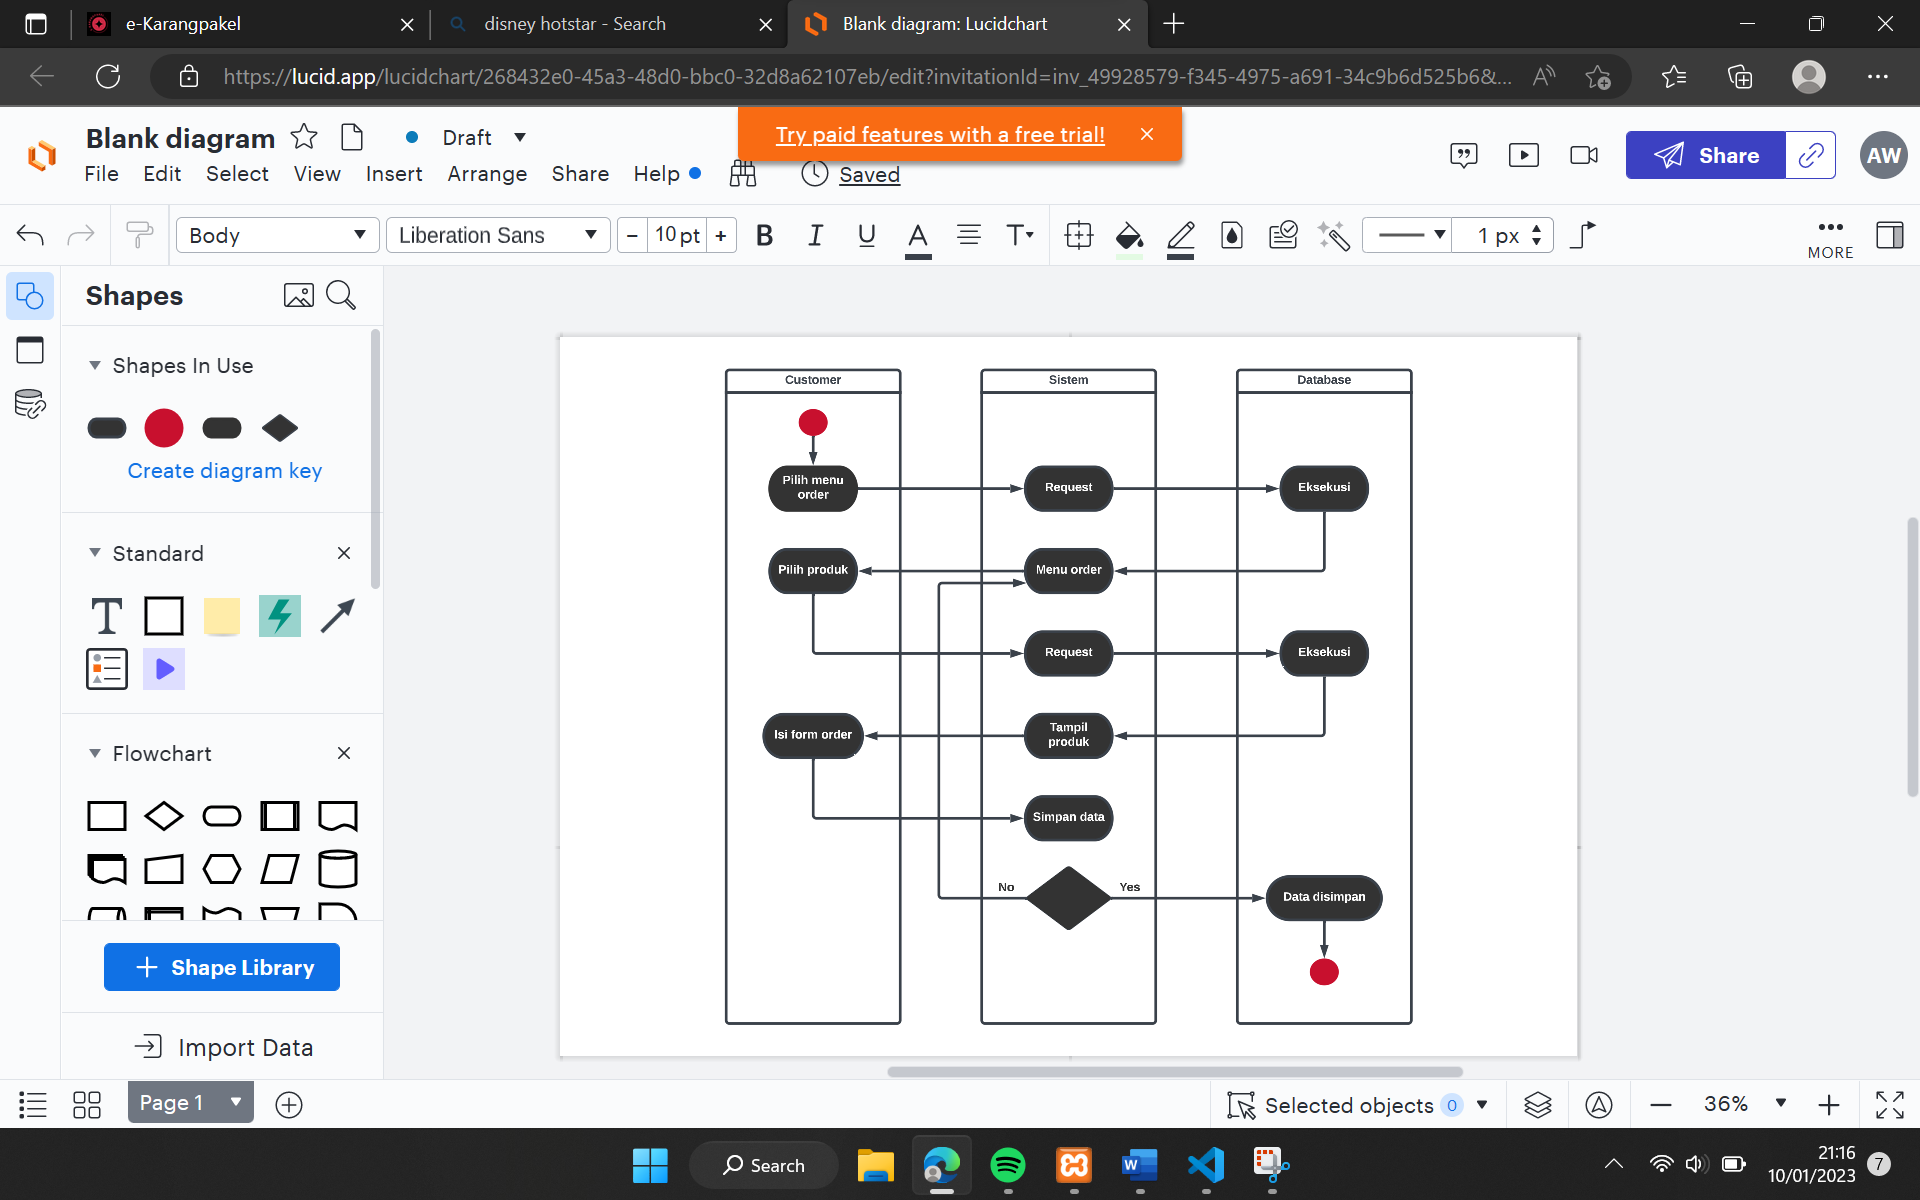 e-Karangpakel
disney hotstar - Search
Blank diagram: Lucidchart
https://lucid.app/lucidchart/268432e0-45a3-48d0-bbc0-32d8a62107eb/edit?invitationId=inv_49928579-f345-4975-a691-34c9b6d525b6&...
Blank diagram
Draft
Try paid features with a free trial!
File Edit Select View Insert Arrange Share Help
Saved
Share
AW
Body
Liberation Sans
10 pt
B I U A T
1 px
MORE
Shapes
Shapes In Use
Create diagram key
Standard
T
Flowchart
Shape Library
Import Data
Customer
Sistem
Database
Pilih menu
order
Request
Eksekusi
Pilih produk
Menu order
Request
Eksekusi
Isi form order
Tampil
produk
Simpan data
No
Yes
Data disimpan
Page 1
Selected objects 0
36%
Search
21:16
10/01/2023
7